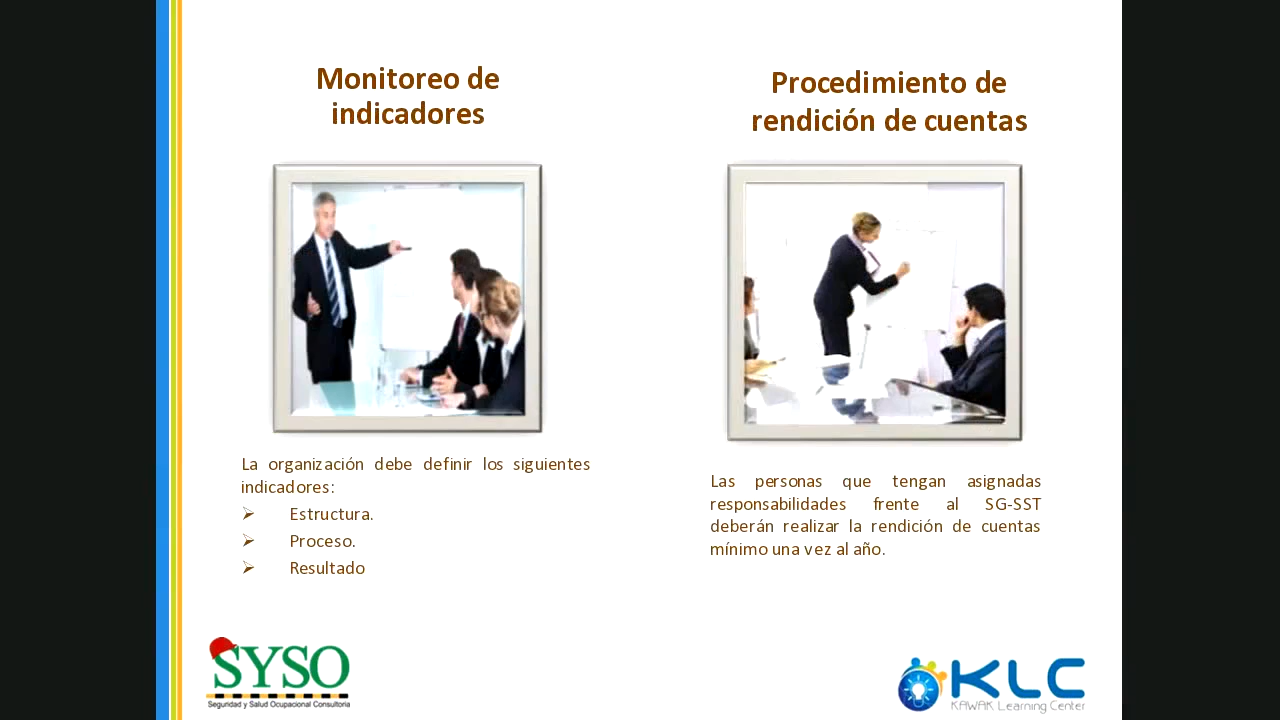 Monitoreo de
indicadores
La organización debe definir los siguientes
indicadores:
Estructura.
Proceso.
Resultado
Procedimiento de
rendición de cuentas
Las personas que tengan asignadas
responsabilidades frente al SG-SST
deberán realizar la rendición de cuentas
mínimo una vez al año.
SYSO
Seguridad y Salud Ocupacional Consultoria
KLC
KAWAK Learning Center